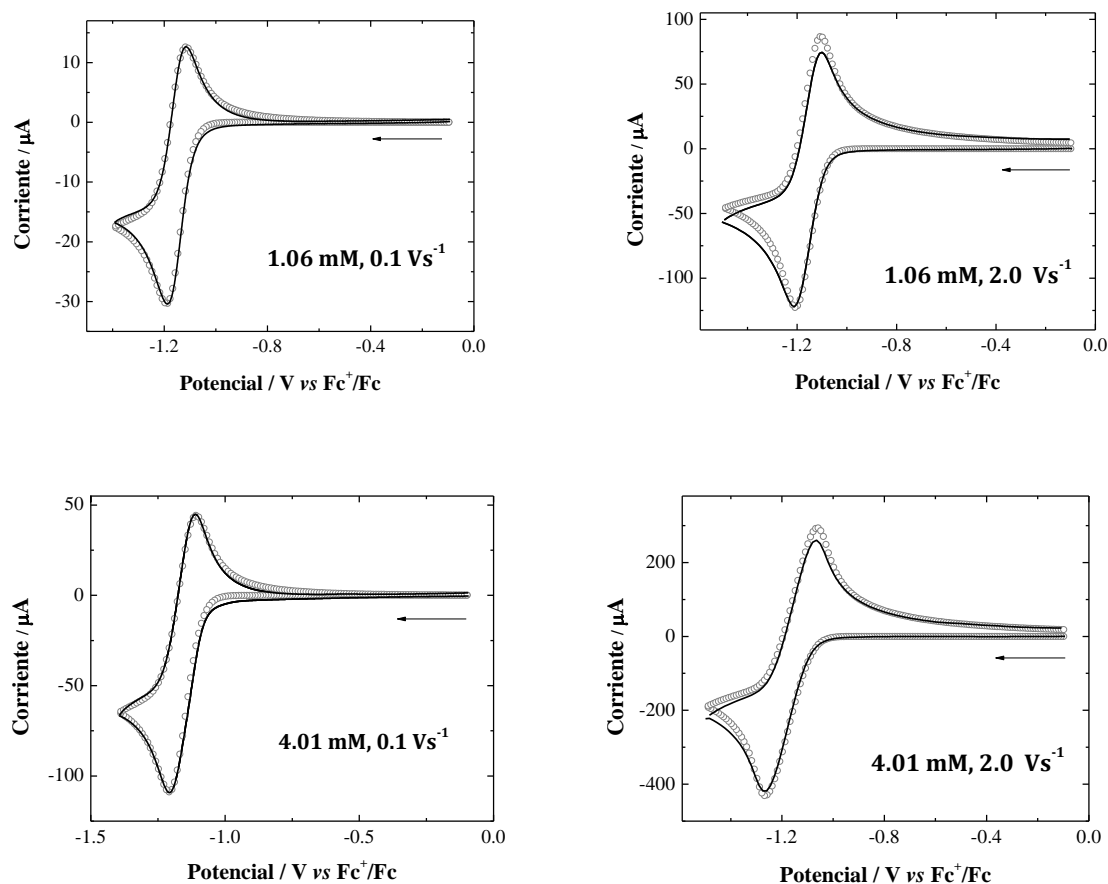 10
0
-10
-20
-30
Corriente / µA
1.06 mM, 0.1 Vs⁻¹
-1.2
-0.8
-0.4
0.0
Potencial / V vs Fc⁺/Fc
100
50
0
-50
-100
Corriente / µA
1.06 mM, 2.0 Vs⁻¹
-1.2
-0.8
-0.4
0.0
Potencial / V vs Fc⁺/Fc
50
0
-50
-100
Corriente / µA
4.01 mM, 0.1 Vs⁻¹
-1.5
-1.0
-0.5
0.0
Potencial / V vs Fc⁺/Fc
200
0
-200
-400
Corriente / µA
4.01 mM, 2.0 Vs⁻¹
-1.2
-0.8
-0.4
0.0
Potencial / V vs Fc⁺/Fc